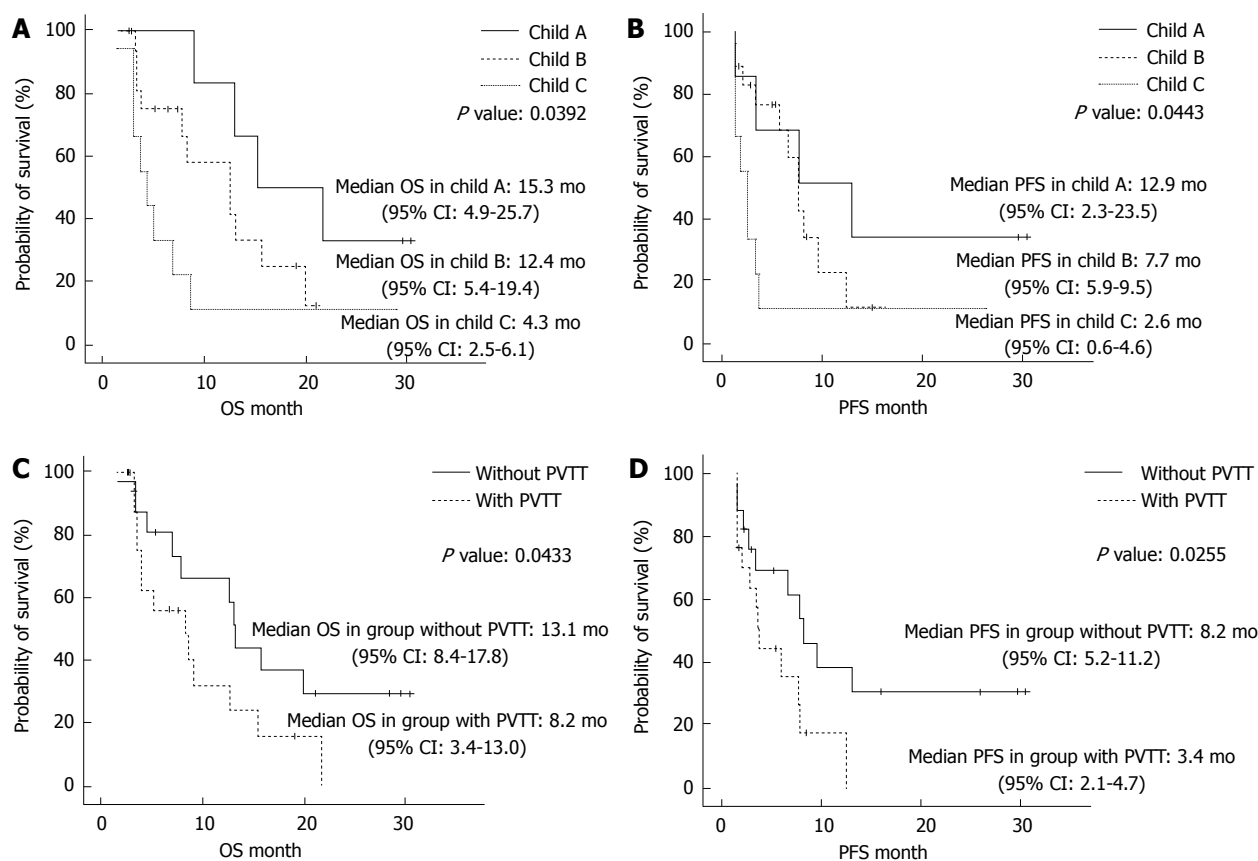 A
Probability of survival (%)
100
80
60
40
20
0
Child A
Child B
Child C
P value: 0.0392
Median OS in child A: 15.3 mo
(95% CI: 4.9-25.7)
Median OS in child B: 12.4 mo
(95% CI: 5.4-19.4)
Median OS in child C: 4.3 mo
(95% CI: 2.5-6.1)
0 10 20 30
OS month
B
Probability of survival (%)
100
80
60
40
20
0
Child A
Child B
Child C
P value: 0.0443
Median PFS in child A: 12.9 mo
(95% CI: 2.3-23.5)
Median PFS in child B: 7.7 mo
(95% CI: 5.9-9.5)
Median PFS in child C: 2.6 mo
(95% CI: 0.6-4.6)
0 10 20 30
PFS month
C
Probability of survival (%)
100
80
60
40
20
0
Without PVTT
With PVTT
P value: 0.0433
Median OS in group without PVTT: 13.1 mo
(95% CI: 8.4-17.8)
Median OS in group with PVTT: 8.2 mo
(95% CI: 3.4-13.0)
0 10 20 30
OS month
D
Probability of survival (%)
100
80
60
40
20
0
Without PVTT
With PVTT
P value: 0.0255
Median PFS in group without PVTT: 8.2 mo
(95% CI: 5.2-11.2)
Median PFS in group with PVTT: 3.4 mo
(95% CI: 2.1-4.7)
0 10 20 30
PFS month